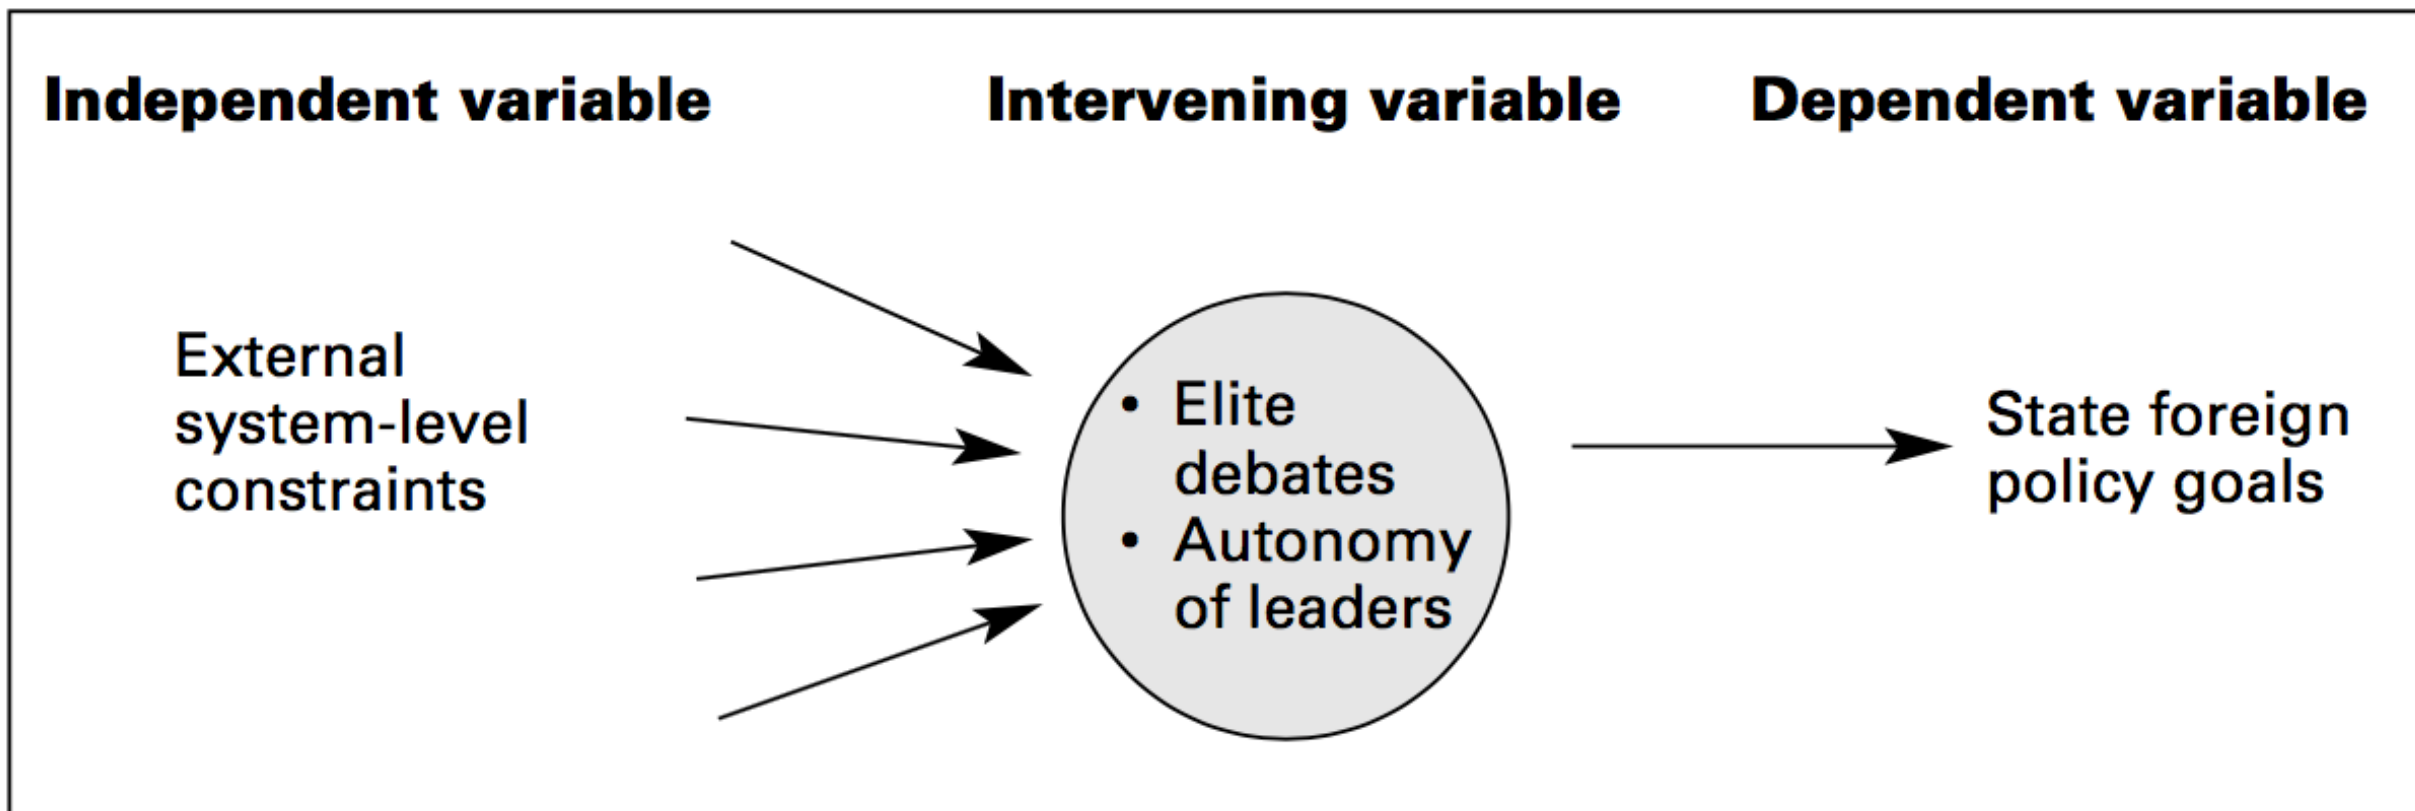 Independent variable
Intervening variable
Dependent variable
External
system-level
constraints
• Elite
debates
• Autonomy
of leaders
State foreign
policy goals